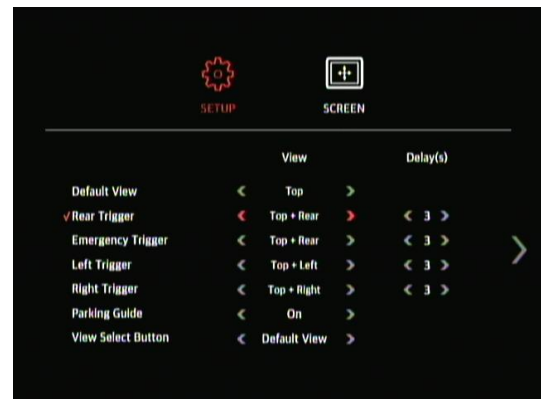 SETUP SCREEN
View Delay(s)
Default View < Top >
√ Rear Trigger < Top + Rear > < 3 >
Emergency Trigger < Top + Rear > < 3 >
Left Trigger < Top + Left > < 3 >
Right Trigger < Top + Right > < 3 >
Parking Guide < On >
View Select Button < Default View >